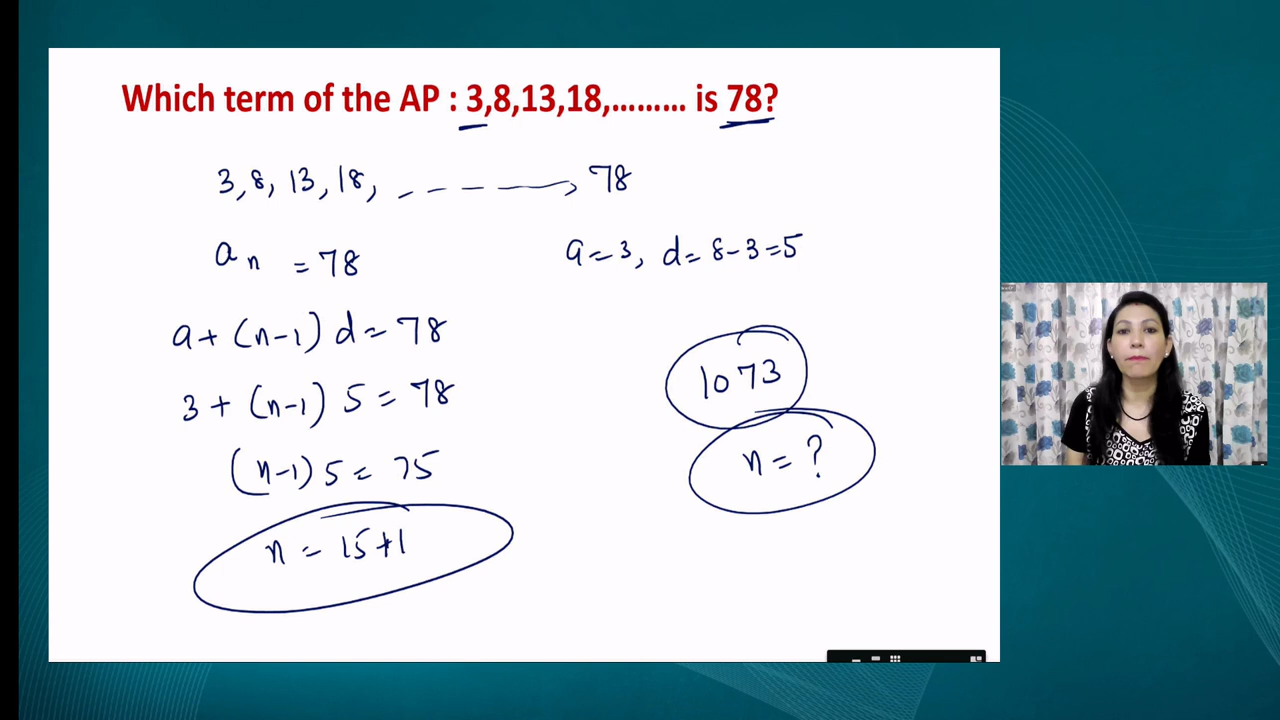 Which term of the AP : 3,8,13,18,……… is 78?
3, 8, 13, 18, ------, 78
an = 78
a = 3, d = 8-3 = 5
a + (n-1) d = 78
3 + (n-1) 5 = 78
1073
(n-1) 5 = 75
n = ?
n = 15+1